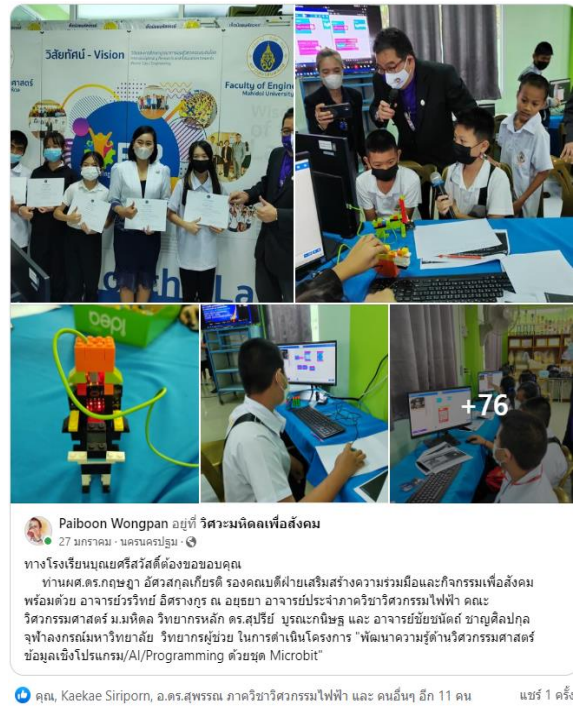 วิสัยทัศน์ - Vision
Faculty of Engine
Mahidol University
idea
+76
Paiboon Wongpan อยู่ที่ วิศวะมหิดลเพื่อสังคม
27 มกราคม · นครนครปฐม ·
ทางโรงเรียนบุณยศรีสวัสดิ์ต้องขอขอบคุณ
ท่านผศ.ดร.กฤษฎา อัศวสกุลเกียรติ รองคณบดีฝ่ายเสริมสร้างความร่วมมือและกิจกรรมเพื่อสังคม
พร้อมด้วย อาจารย์วรวิทย์ อิศรางกูร ณ อยุธยา อาจารย์ประจำภาควิชาวิศวกรรมไฟฟ้า คณะ
วิศวกรรมศาสตร์ ม.มหิดล วิทยากรหลัก ดร.สุปรีย์ บูรณะกนิษฐ และ อาจารย์ชัยชนัตถ์ ชาญศิลปกุล
จุฬาลงกรณ์มหาวิทยาลัย วิทยากรผู้ช่วย ในการดำเนินโครงการ "พัฒนาความรู้ด้านวิศวกรรมศาสตร์
ข้อมูลเชิงโปรแกรม/AI/Programming ด้วยชุด Microbit"
คุณ, Kaekae Siriporn, อ.ดร.สุพรรณ ภาควิชาวิศวกรรมไฟฟ้า และ คนอื่นๆ อีก 11 คน
แชร์ 1 ครั้ง